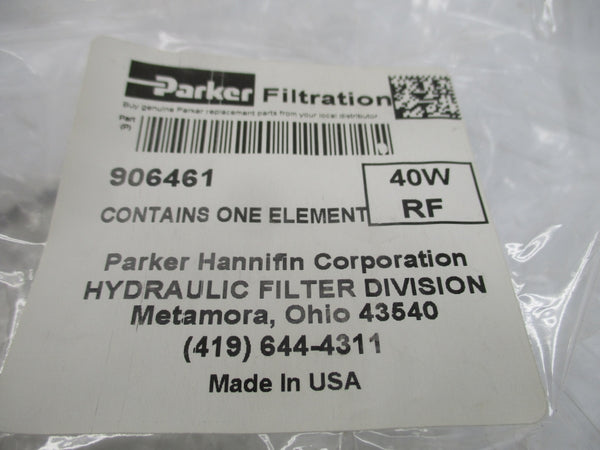 Parker Filtration
Buy genuine Parker replacement parts from your local distributor
Part
(P)
906461
40W
RF
CONTAINS ONE ELEMENT
Parker Hannifin Corporation
HYDRAULIC FILTER DIVISION
Metamora, Ohio 43540
(419) 644-4311
Made In USA